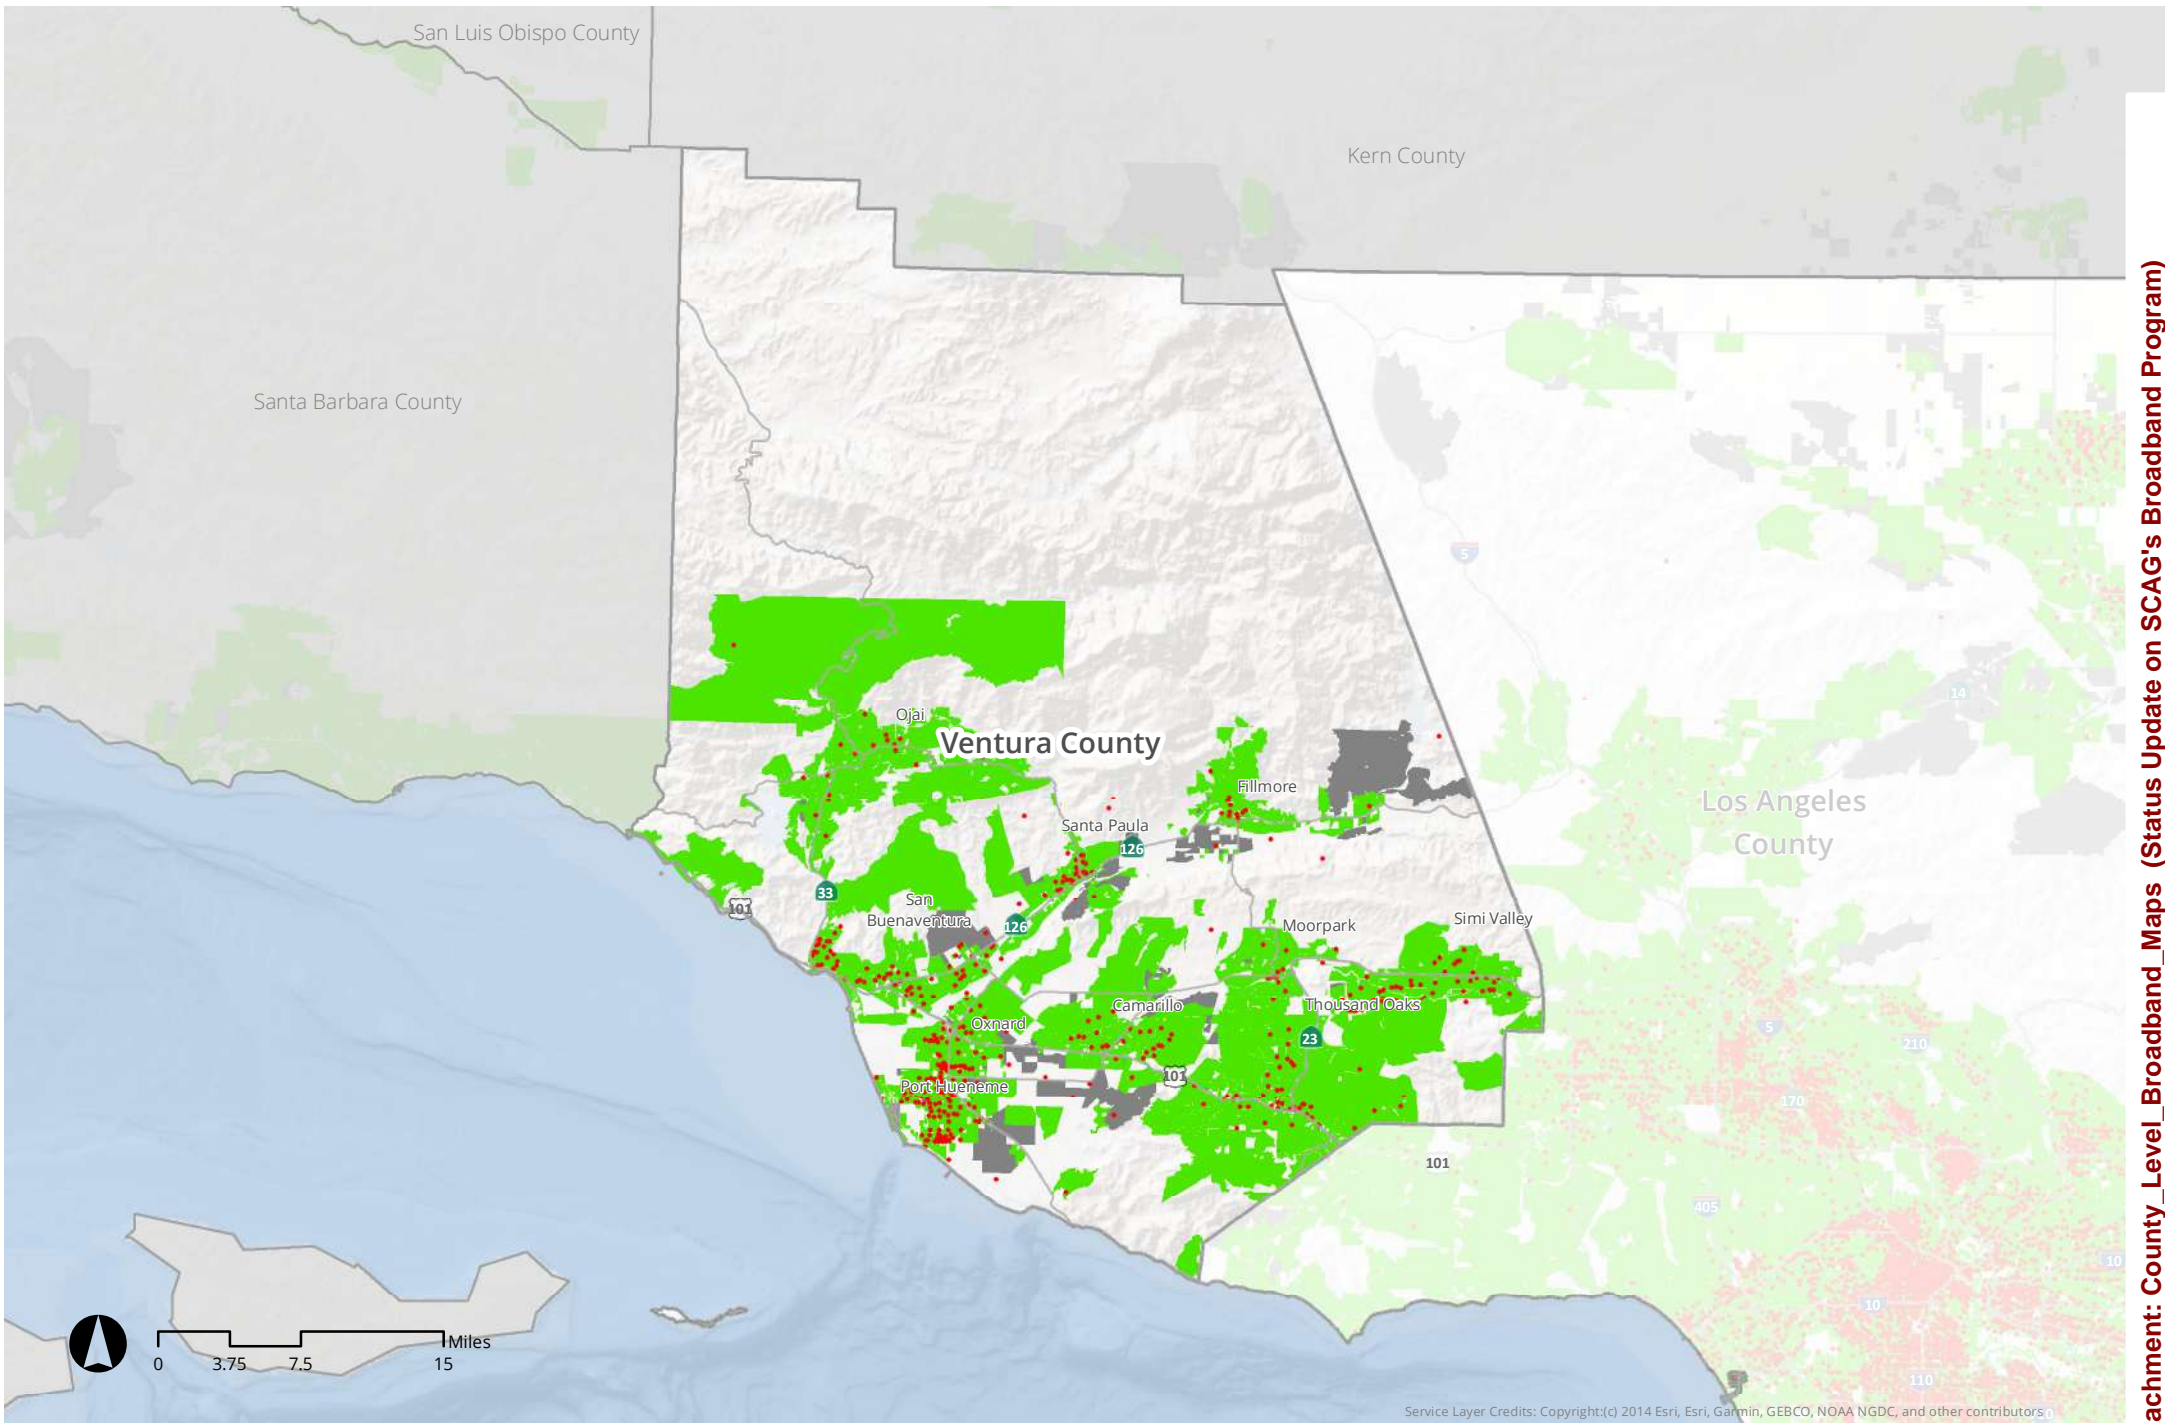 San Luis Obispo County
Kern County
Santa Barbara County
5
14
Ojai
Ventura County
Fillmore
Los Angeles
County
Santa Paula
126
33
101
San
Buenaventura
126
Moorpark
Simi Valley
Camarillo
Thousand Oaks
Oxnard
23
5
210
101
Port Hueneme
170
101
405
10
10
110
Miles
0
3.75
7.5
15
Service Layer Credits: Copyright:(c) 2014 Esri, Esri, Garmin, GEBCO, NOAA NGDC, and other contributors
achment: County_Level_Broadband_Maps (Status Update on SCAG's Broadband Program)